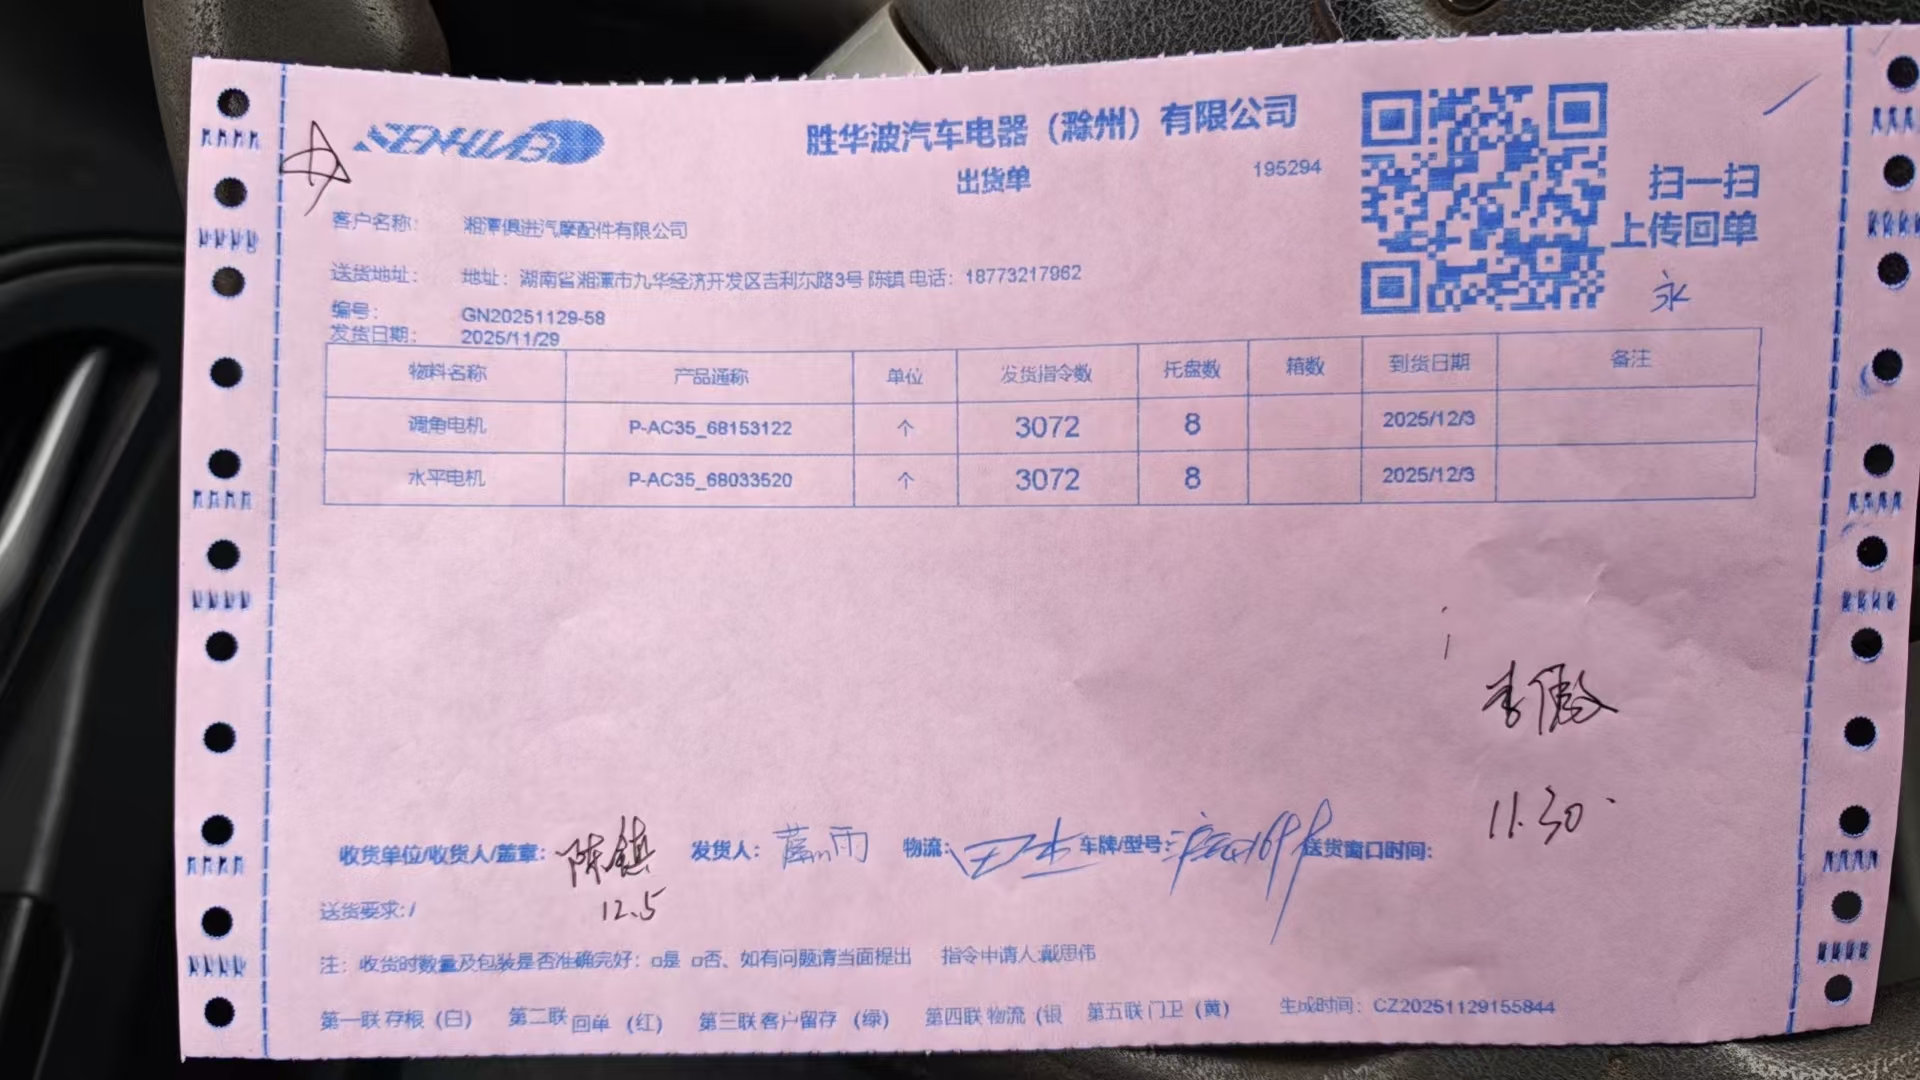 SENHWB
胜华波汽车电器（滁州）有限公司
出货单
195294
扫一扫
上传回单
永
客户名称： 湘潭俱进汽摩配件有限公司
送货地址： 地址：湖南省湘潭市九华经济开发区吉利东路3号 陈镇 电话：18773217962
编号： GN20251129-58
发货日期： 2025/11/29
物料名称 产品通称 单位 发货指令数 托盘数 箱数 到货日期 备注
调角电机 P-AC35_68153122 个 3072 8 2025/12/3
水平电机 P-AC35_68033520 个 3072 8 2025/12/3
11.30
收货单位/收货人/盖章： 陈镇 发货人： 雨 物流： 车牌/型号： 送货窗口时间：
12.5
送货要求：/
注：收货时数量及包装是否准确完好：□是 □否、如有问题请当面提出 指令申请人:戴思伟
第一联 存根（白） 第二联 回单（红） 第三联 客户留存（绿） 第四联 物流（银 第五联 门卫（黄） 生成时间：CZ20251129155844